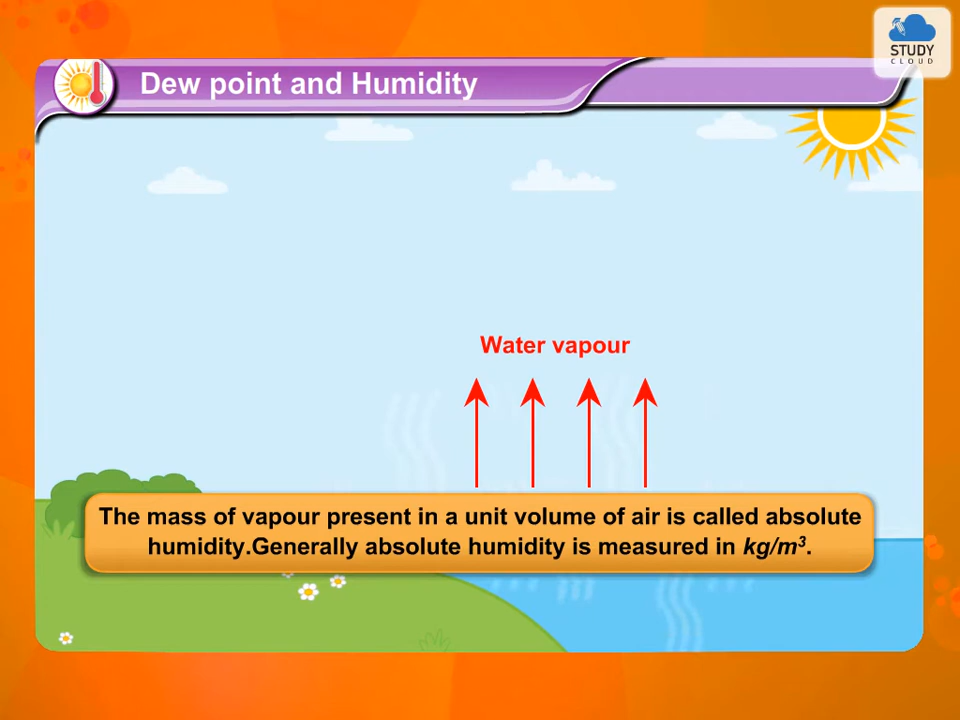 STUDY
CLOUD
Dew point and Humidity
Water vapour
The mass of vapour present in a unit volume of air is called absolute
humidity.Generally absolute humidity is measured in kg/m³.